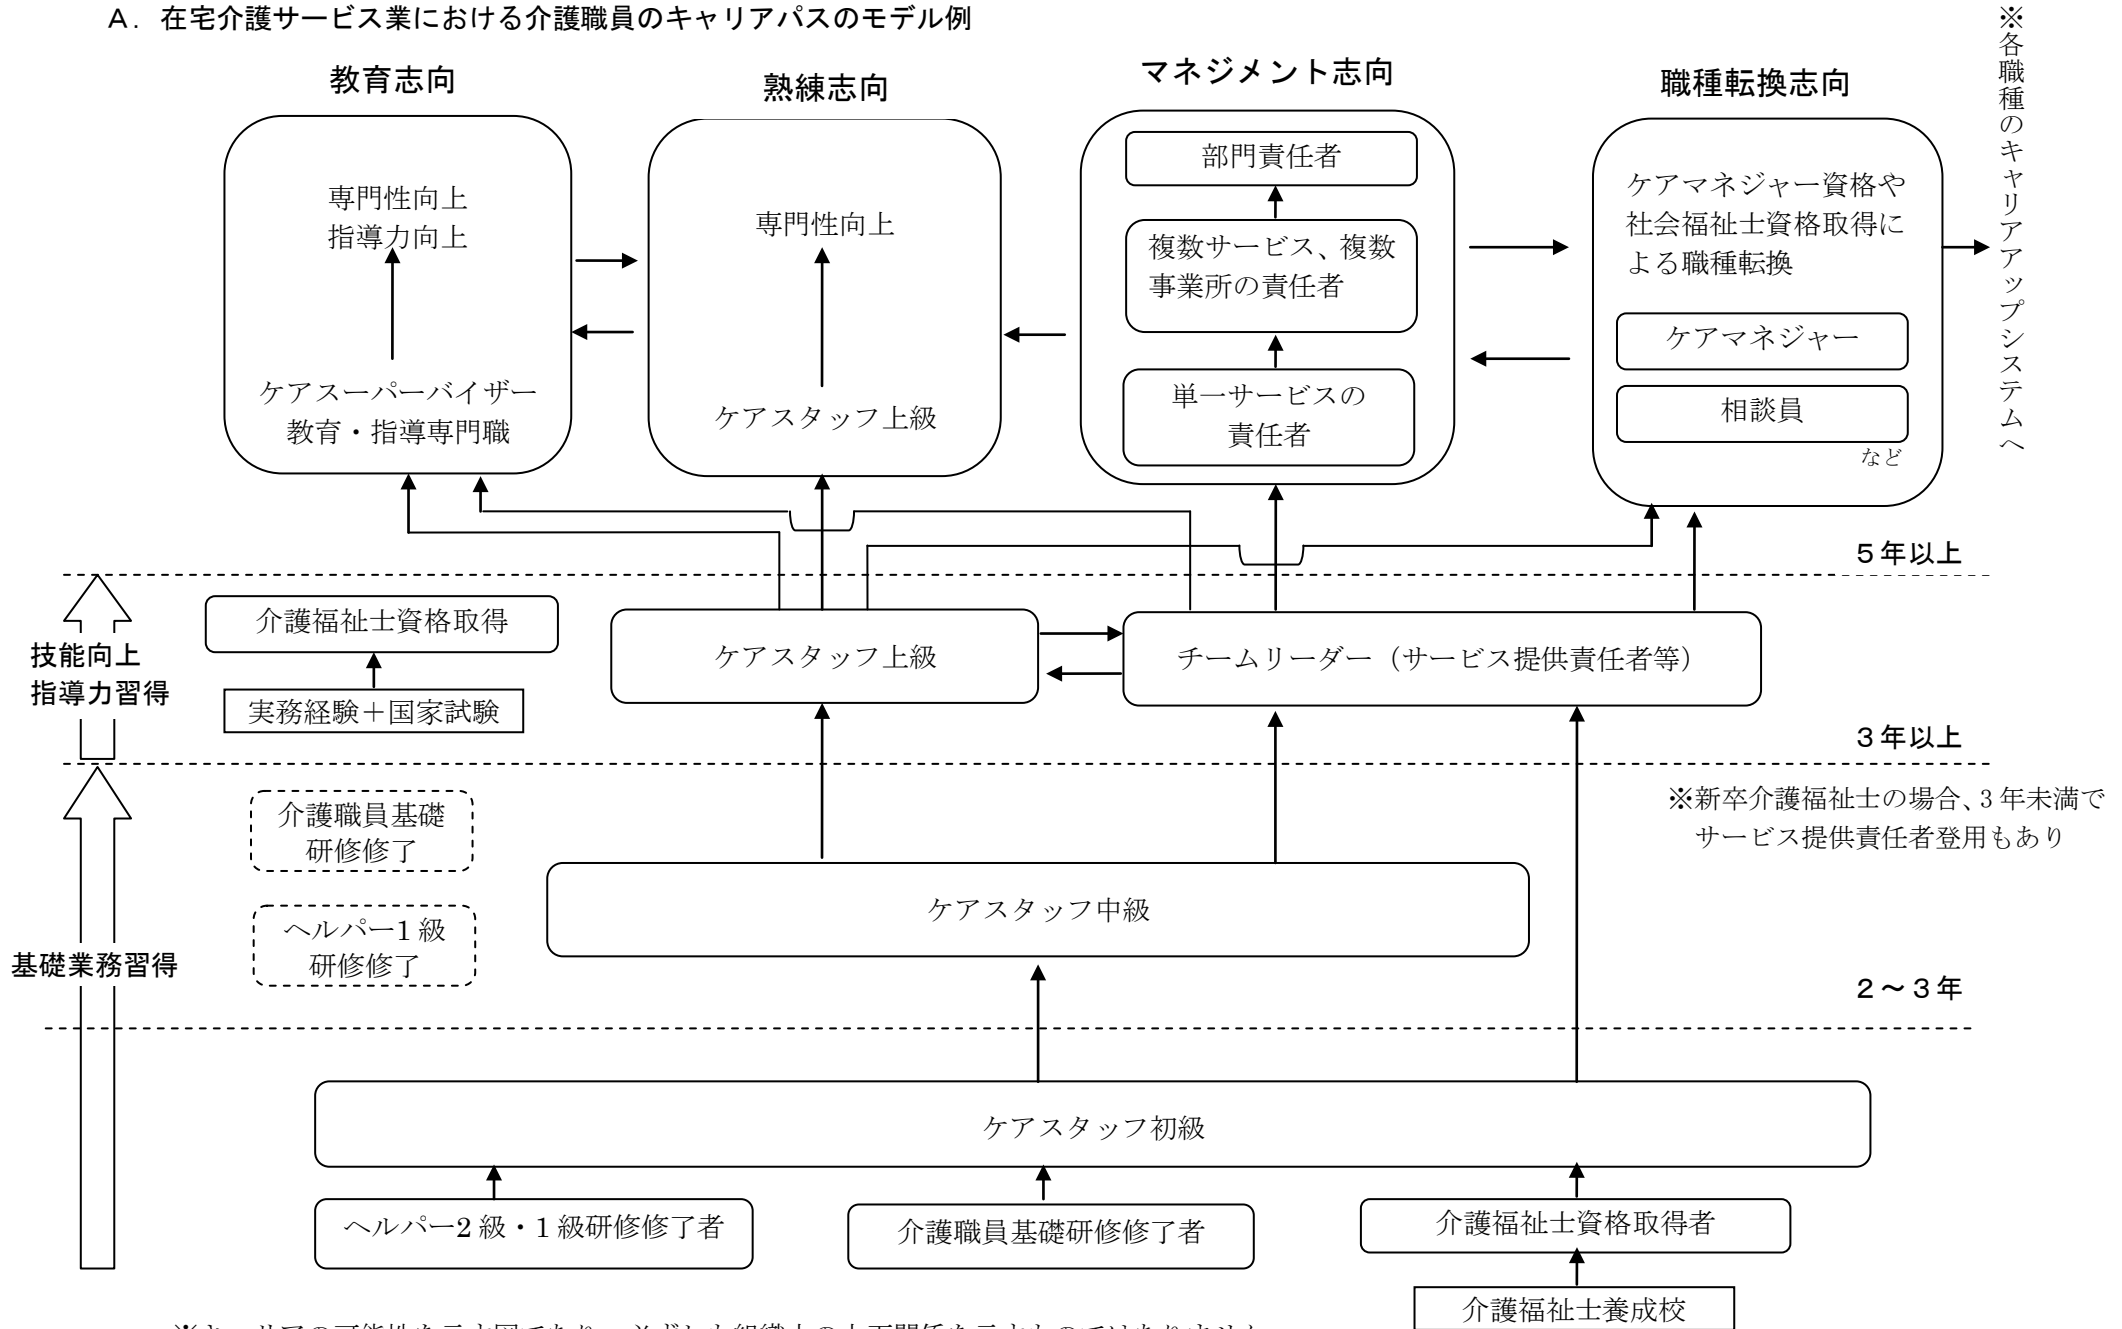 A．在宅介護サービス業における介護職員のキャリアパスのモデル例
教育志向
熟練志向
マネジメント志向
職種転換志向
※各職種のキャリアアップシステムへ
専門性向上
指導力向上
ケアスーパーバイザー
教育・指導専門職
専門性向上
ケアスタッフ上級
部門責任者
複数サービス、複数
事業所の責任者
単一サービスの
責任者
ケアマネジャー資格や
社会福祉士資格取得に
よる職種転換
ケアマネジャー
相談員
など
５年以上
技能向上
指導力習得
介護福祉士資格取得
実務経験＋国家試験
ケアスタッフ上級
チームリーダー（サービス提供責任者等）
３年以上
※新卒介護福祉士の場合、3 年未満で
サービス提供責任者登用もあり
基礎業務習得
介護職員基礎
研修修了
ヘルパー1 級
研修修了
ケアスタッフ中級
２～３年
ケアスタッフ初級
ヘルパー2 級・1 級研修修了者
介護職員基礎研修修了者
介護福祉士資格取得者
介護福祉士養成校